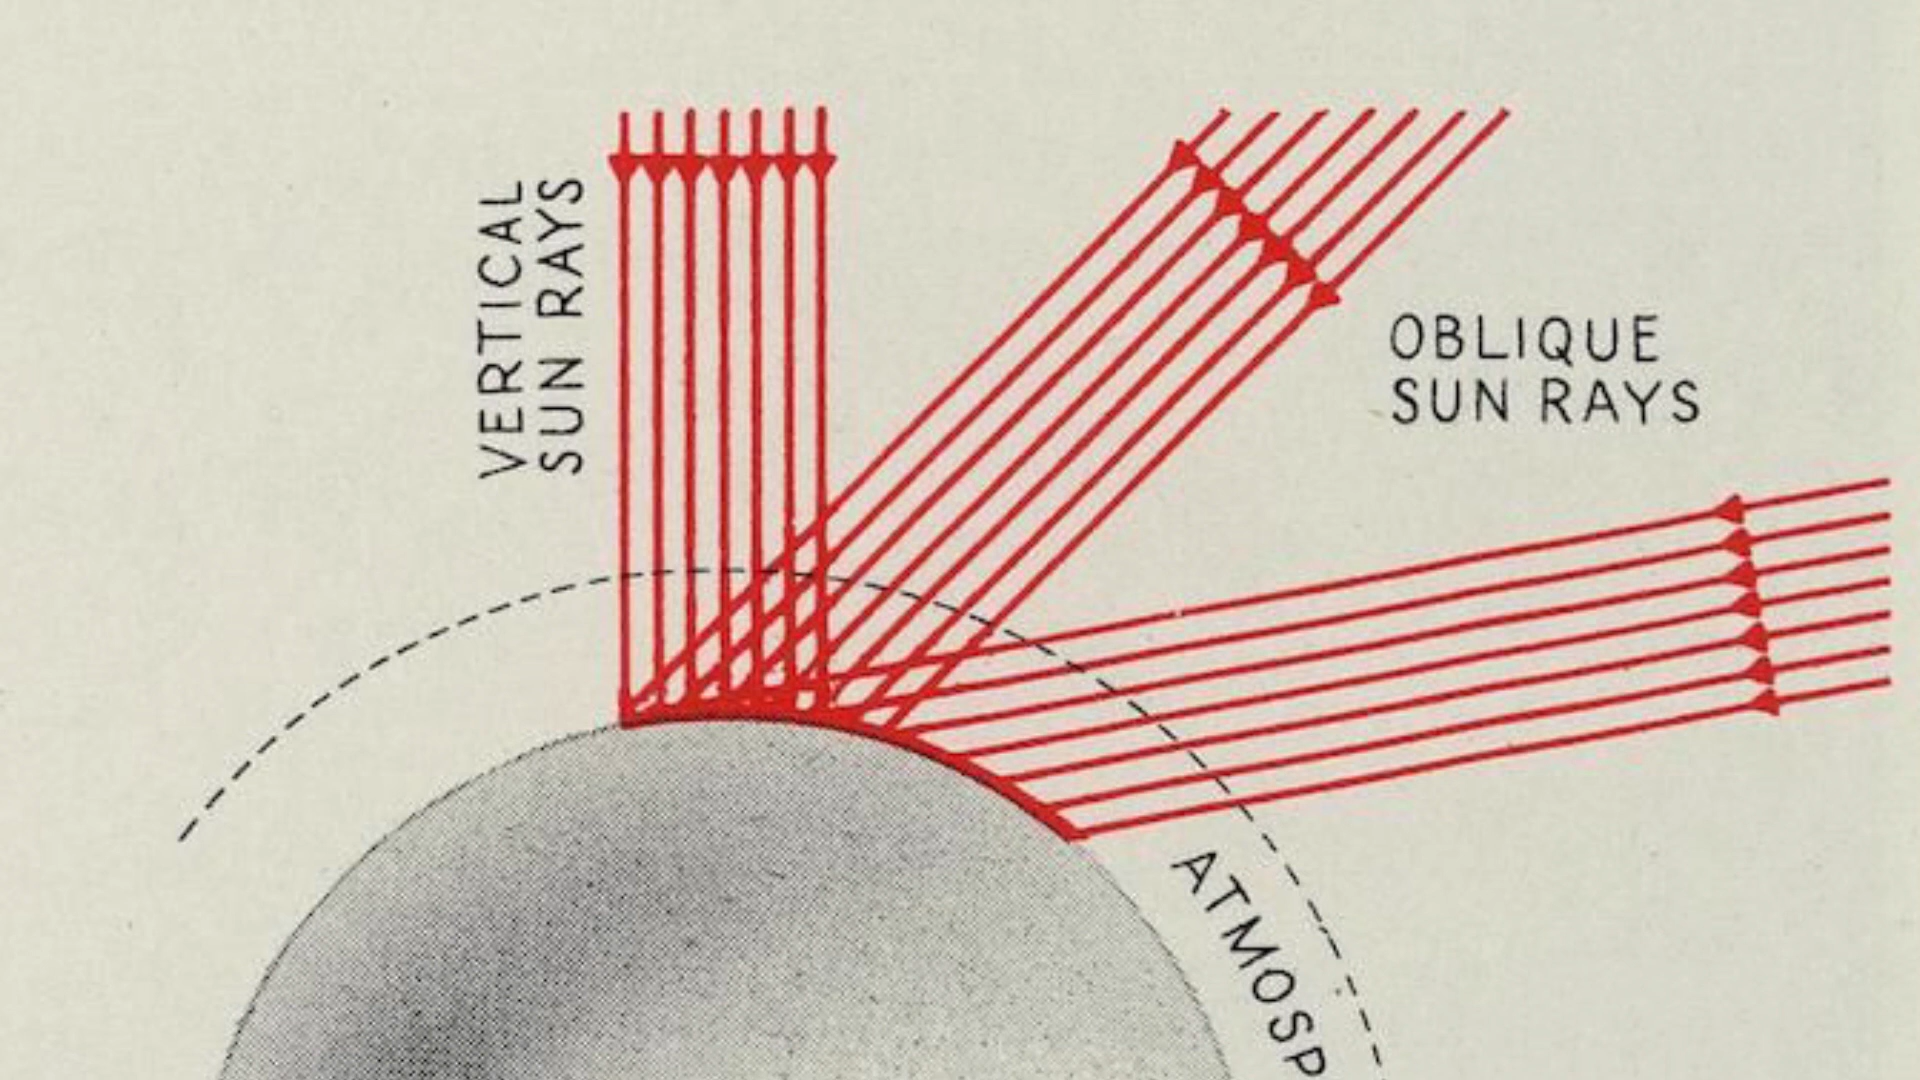 VERTICAL
SUN RAYS
OBLIQUE
SUN RAYS
ATMOSP